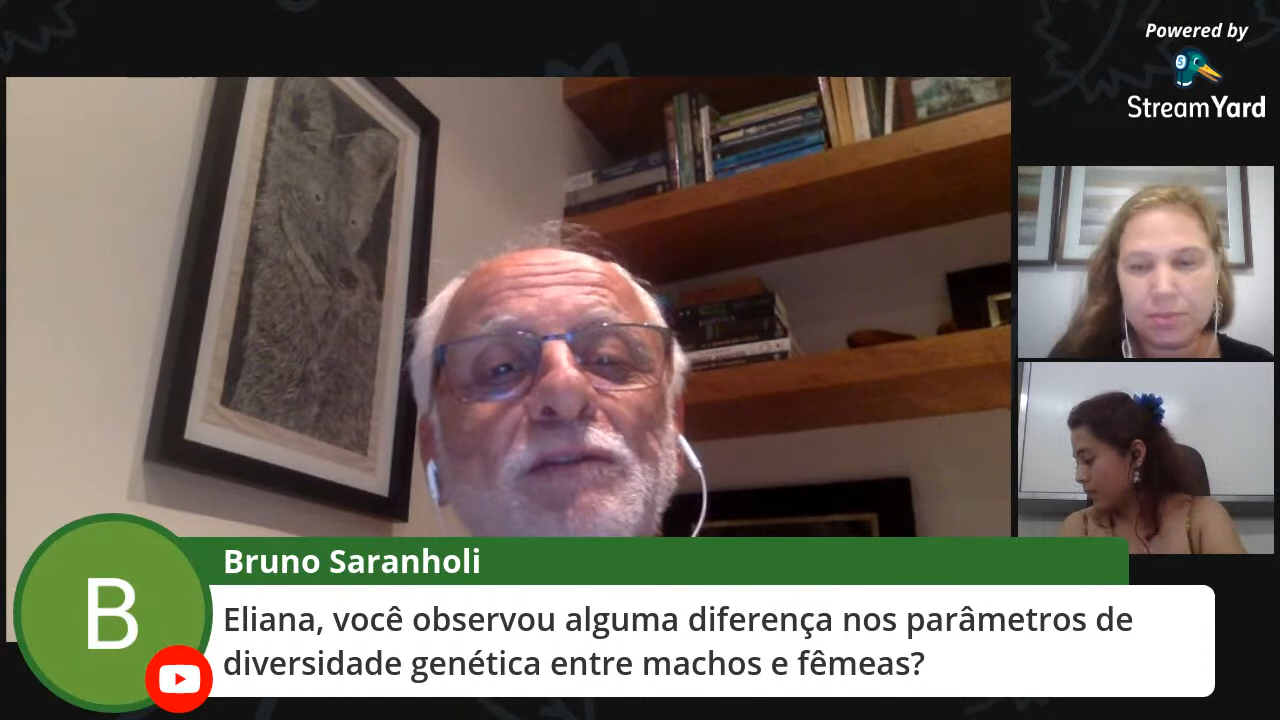 Powered by
StreamYard
Bruno Saranholi
B
Eliana, você observou alguma diferença nos parâmetros de
diversidade genética entre machos e fêmeas?